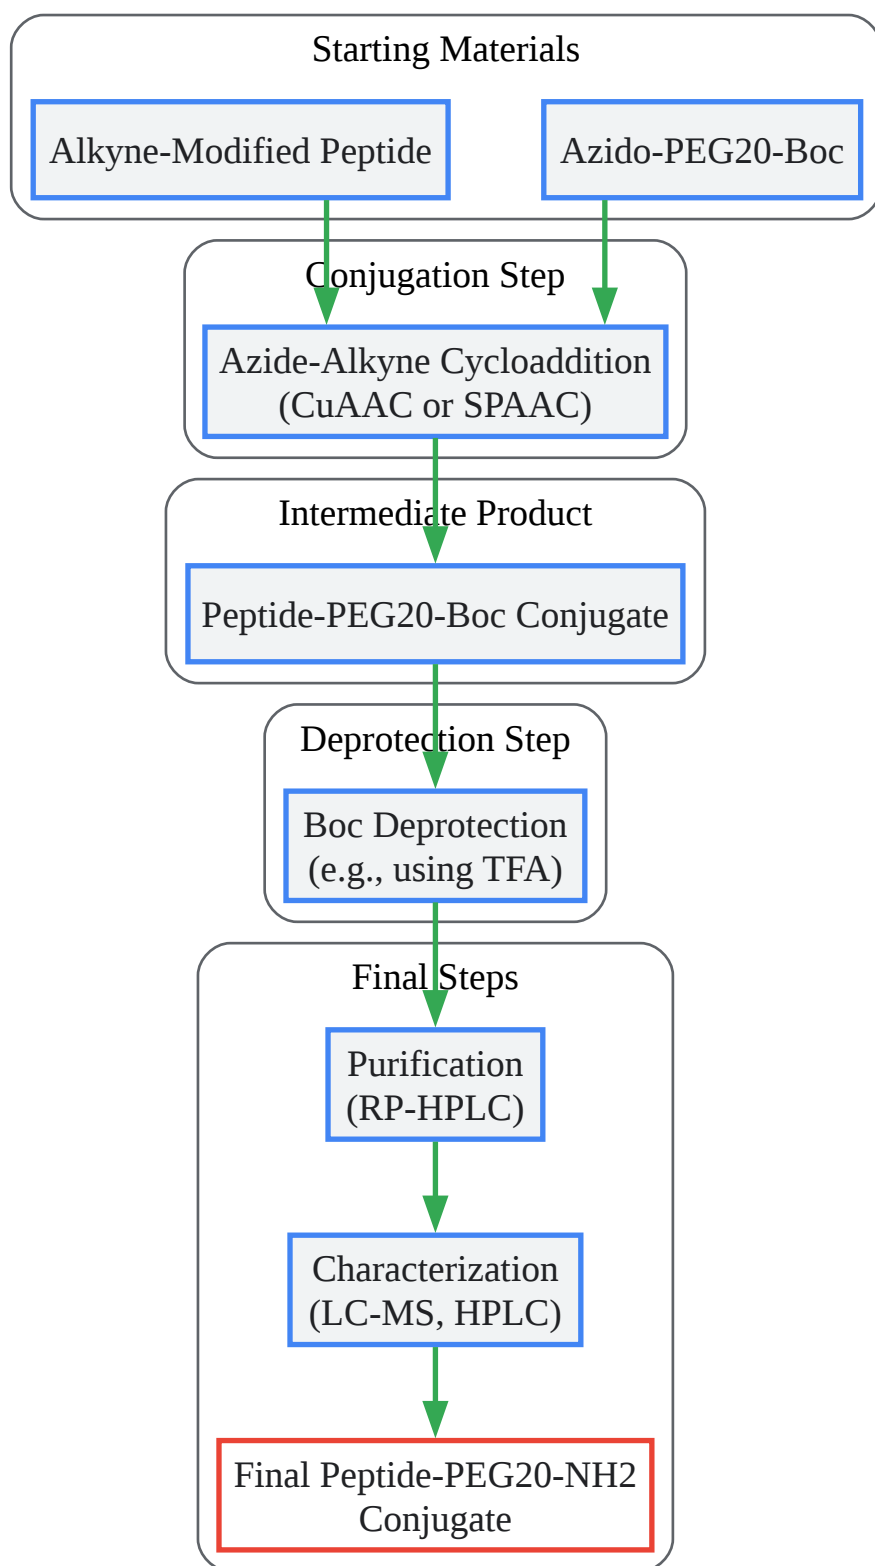 Starting Materials
Alkyne-Modified Peptide
Azido-PEG20-Boc
Conjugation Step
Azide-Alkyne Cycloaddition
(CuAAC or SPAAC)
Intermediate Product
Peptide-PEG20-Boc Conjugate
Deprotection Step
Boc Deprotection
(e.g., using TFA)
Final Steps
Purification
(RP-HPLC)
Characterization
(LC-MS, HPLC)
Final Peptide-PEG20-NH2
Conjugate